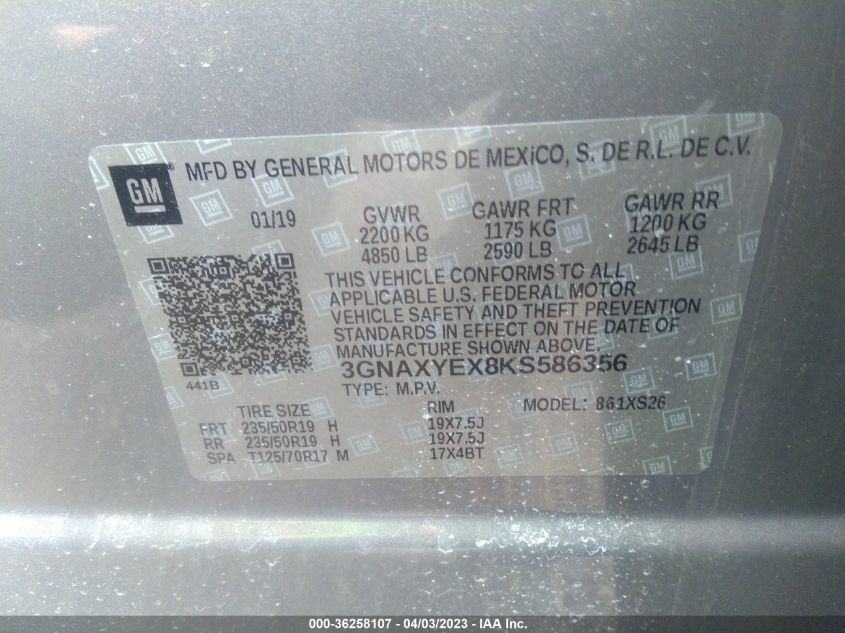 GM MFD BY GENERAL MOTORS DE MEXICO, S. DE R.L. DE C.V.
01/19 GVWR GAWR FRT GAWR RR
2200 KG 1175 KG 1200 KG
4850 LB 2590 LB 2645 LB
THIS VEHICLE CONFORMS TO ALL
APPLICABLE U.S. FEDERAL MOTOR
VEHICLE SAFETY AND THEFT PREVENTION
STANDARDS IN EFFECT ON THE DATE OF
MANUFACTURE SHOWN ABOVE.
441B
3GNAXYEX8KS586356
TYPE: M.P.V.
TIRE SIZE RIM MODEL: 861XS26
FRT 235/50R19 H 19X7.5J
RR 235/50R19 H 19X7.5J
SPA T125/70R17 M 17X4BT
000-36258107 - 04/03/2023 - IAA Inc.